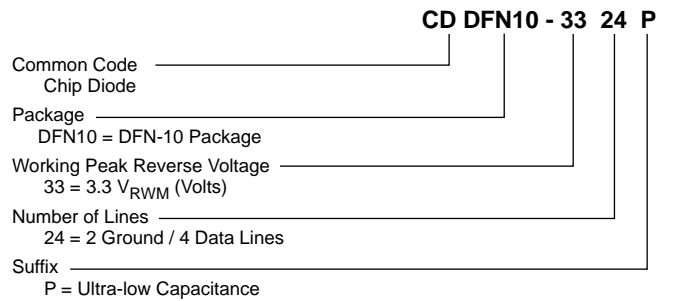 CD DFN10 - 33 24 P
Common Code
Chip Diode
Package
DFN10 = DFN-10 Package
Working Peak Reverse Voltage
33 = 3.3 VRWM (Volts)
Number of Lines
24 = 2 Ground / 4 Data Lines
Suffix
P = Ultra-low Capacitance